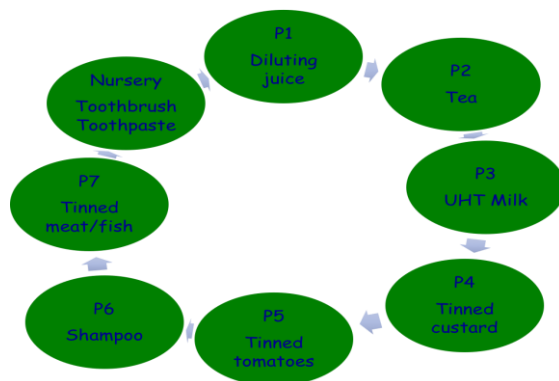 P1
Diluting
juice
P2
Tea
P3
UHT Milk
P4
Tinned
custard
P5
Tinned
tomatoes
P6
Shampoo
P7
Tinned
meat/fish
Nursery
Toothbrush
Toothpaste